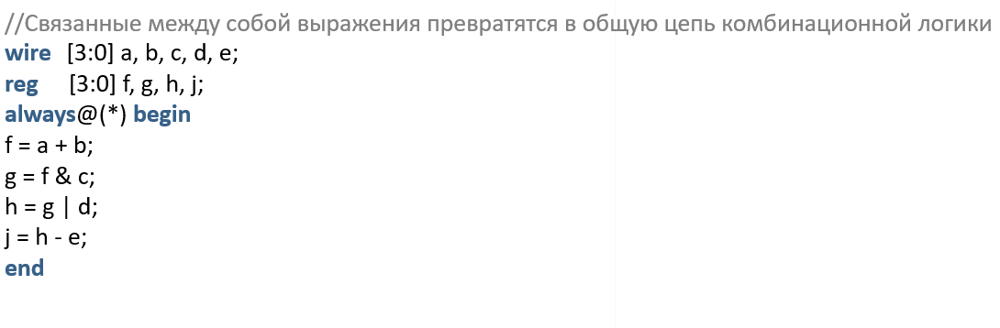 //Связанные между собой выражения превратятся в общую цепь комбинационной логики
wire [3:0] a, b, c, d, e;
reg [3:0] f, g, h, j;
always@(*) begin
f = a + b;
g = f & c;
h = g | d;
j = h - e;
end